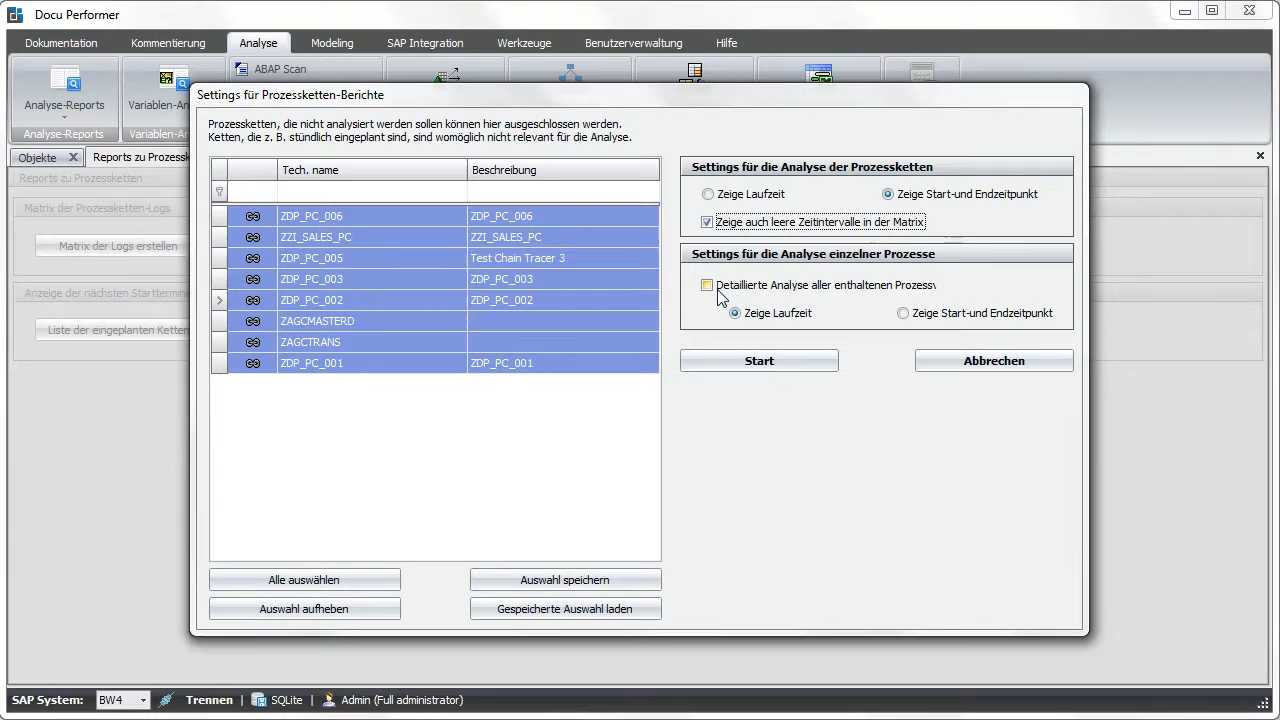 Docu Performer
Dokumentation Kommentierung Analyse Modeling SAP Integration Werkzeuge Benutzerverwaltung Hilfe
ABAP Scan
Analyse-Reports
Variablen-An
Analyse-Reports
Variablen-Ar
Objekte
Reports zu Prozessk
Reports zu Prozessketten
Matrix der Prozessketten-Logs
Matrix der Logs erstellen
Anzeige der nächsten Starttermine
Liste der eingeplanten Ketten
Settings für Prozessketten-Berichte
Prozessketten, die nicht analysiert werden sollen können hier ausgeschlossen werden.
Ketten, die z. B. stündlich eingeplant sind, sind womöglich nicht relevant für die Analyse.
Tech. name Beschreibung
ZDP_PC_006 ZDP_PC_006
ZZI_SALES_PC ZZI_SALES_PC
ZDP_PC_005 Test Chain Tracer 3
ZDP_PC_003 ZDP_PC_003
ZDP_PC_002 ZDP_PC_002
ZAGCMASTERD
ZAGCTRANS
ZDP_PC_001 ZDP_PC_001
Alle auswählen Auswahl speichern
Auswahl aufheben Gespeicherte Auswahl laden
Settings für die Analyse der Prozessketten
Zeige Laufzeit Zeige Start-und Endzeitpunkt
Zeige auch leere Zeitintervalle in der Matrix
Settings für die Analyse einzelner Prozesse
Detaillierte Analyse aller enthaltenen Prozess
Zeige Laufzeit Zeige Start-und Endzeitpunkt
Start Abbrechen
SAP System: BW4 Trennen SQLite Admin (Full administrator)